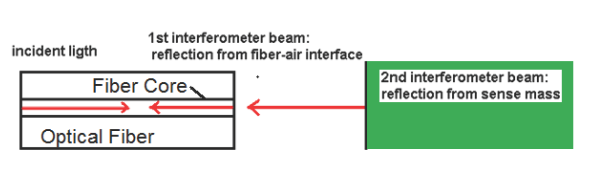 incident ligth
1st interferometer beam:
reflection from fiber-air interface
Fiber Core
Optical Fiber
2nd interferometer beam:
reflection from sense mass